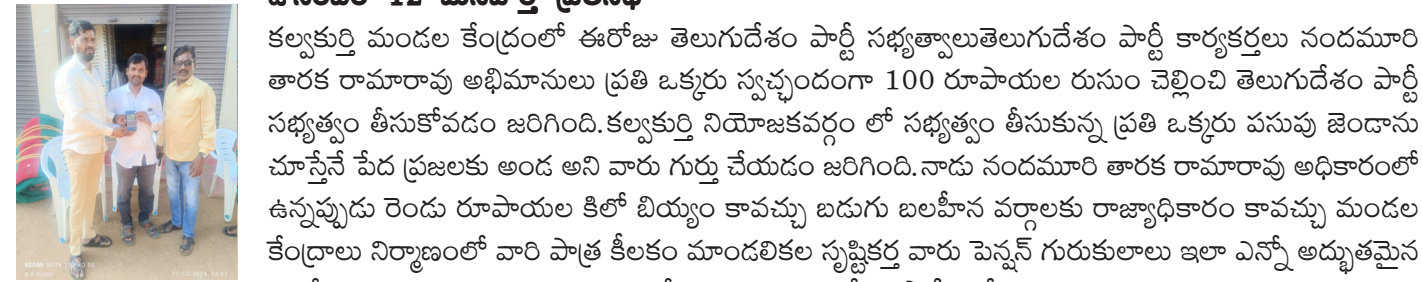 కల్వకుర్తి మండల కేంద్రంలో ఈరోజు తెలుగుదేశం పార్టీ సభ్యత్వాలుతెలుగుదేశం పార్టీ కార్యకర్తలు నందమూరి
తారక రామారావు అభిమానులు ప్రతి ఒక్కరు స్వచ్ఛందంగా 100 రూపాయల రుసుం చెల్లించి తెలుగుదేశం పార్టీ
సభ్యత్వం తీసుకోవడం జరిగింది.కల్వకుర్తి నియోజకవర్గం లో సభ్యత్వం తీసుకున్న ప్రతి ఒక్కరు పసుపు జెండాను
చూస్తేనే పేద ప్రజలకు అండ అని వారు గుర్తు చేయడం జరిగింది.నాడు నందమూరి తారక రామారావు అధికారంలో
ఉన్నప్పుడు రెండు రూపాయల కిలో బియ్యం కావచ్చు బడుగు బలహీన వర్గాలకు రాజ్యాధికారం కావచ్చు మండల
కేంద్రాలు నిర్మాణంలో వారి పాత్ర కీలకం మాండలికల సృష్టికర్త వారు పెన్షన్ గురుకులాలు ఇలా ఎన్నో అద్భుతమైన